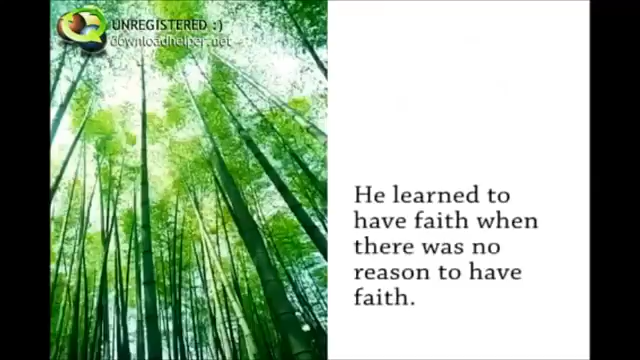 UNREGISTERED :)
downloadhelper.net
He learned to
have faith when
there was no
reason to have
faith.